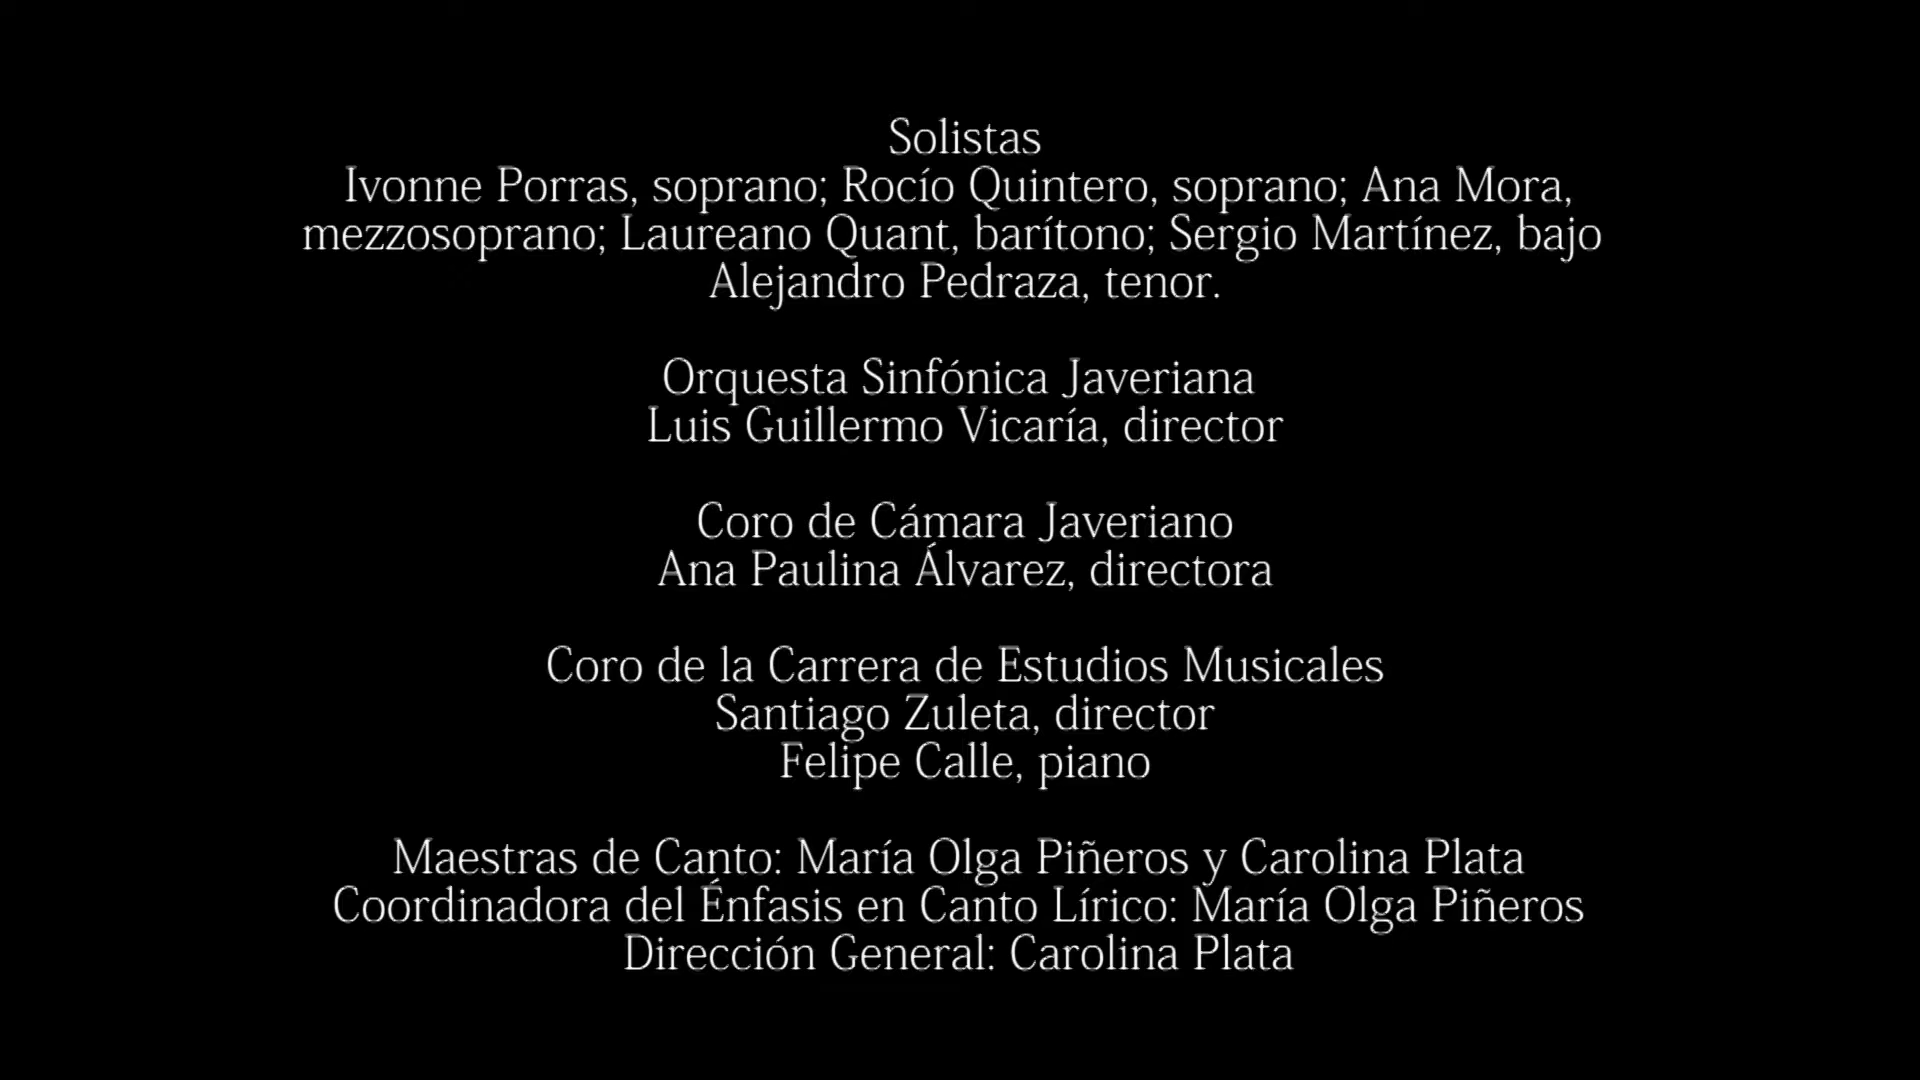 Solistas
Ivonne Porras, soprano; Rocío Quintero, soprano; Ana Mora,
mezzosoprano; Laureano Quant, barítono; Sergio Martínez, bajo
Alejandro Pedraza, tenor.
Orquesta Sinfónica Javeriana
Luis Guillermo Vicaría, director
Coro de Cámara Javeriano
Ana Paulina Álvarez, directora
Coro de la Carrera de Estudios Musicales
Santiago Zuleta, director
Felipe Calle, piano
Maestras de Canto: María Olga Piñeros y Carolina Plata
Coordinadora del Énfasis en Canto Lírico: María Olga Piñeros
Dirección General: Carolina Plata